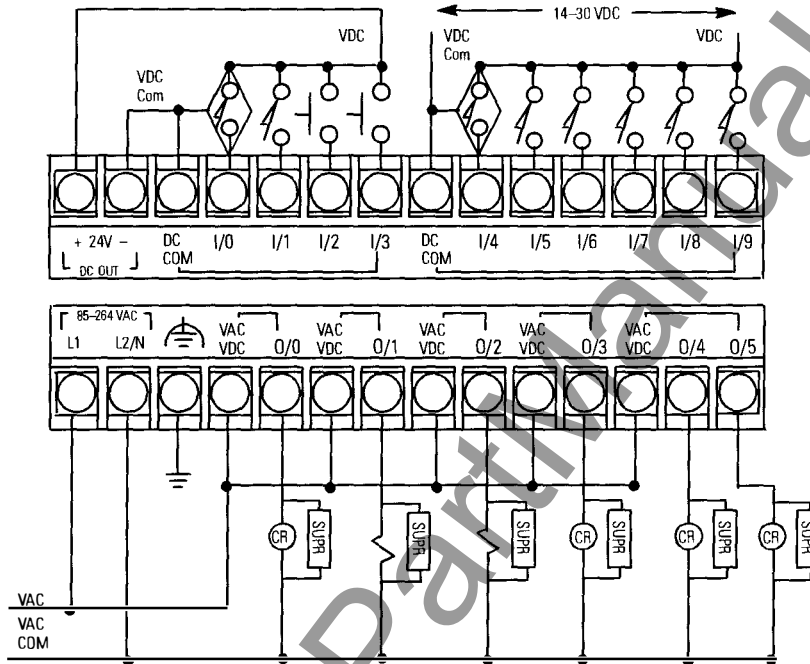 14–30 VDC
VDC
VDC
Com
VDC
VDC
Com
+ 24V –
DC OUT
DC
COM
I/0
I/1
I/2
I/3
DC
COM
I/4
I/5
I/6
I/7
I/8
I/9
85–264 VAC
L1
L2/N
VAC
VDC
O/0
VAC
VDC
O/1
VAC
VDC
O/2
VAC
VDC
O/3
VAC
VDC
O/4
O/5
CR
SUPR
SUPR
SUPR
CR
SUPR
CR
SUPR
CR
SUPR
VAC
VAC
COM
PartManual